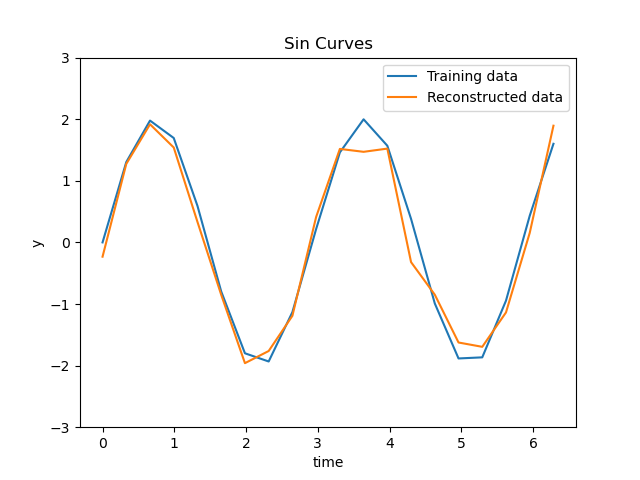 Sin Curves
Training data
Reconstructed data
3
2
1
0
−1
−2
−3
y
0 1 2 3 4 5 6
time